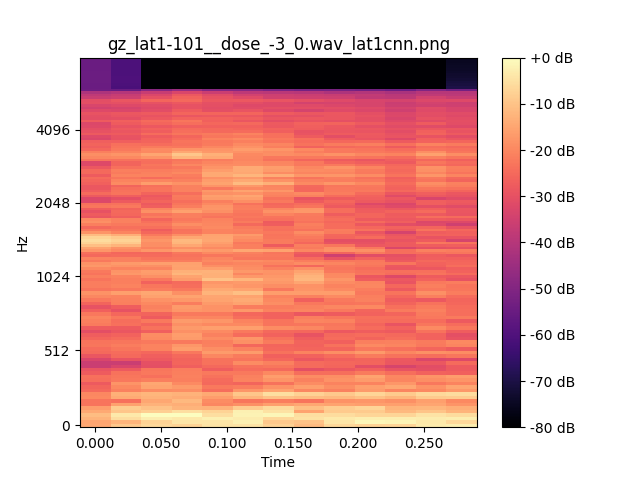 gz_lat1-101__dose_-3_0.wav_lat1cnn.png
Hz
4096
2048
1024
512
0
0.000 0.050 0.100 0.150 0.200 0.250
Time
+0 dB
-10 dB
-20 dB
-30 dB
-40 dB
-50 dB
-60 dB
-70 dB
-80 dB